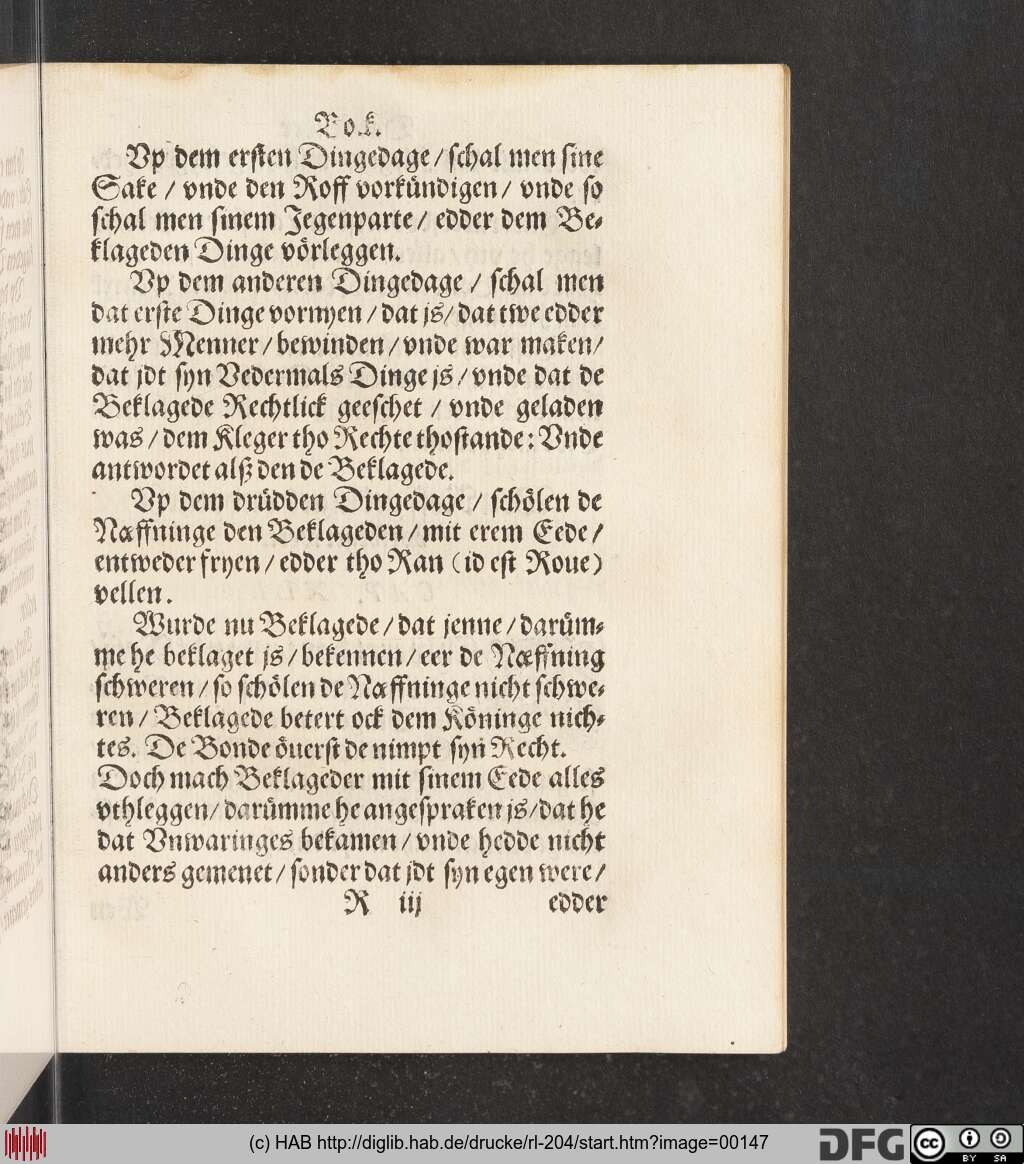 Bok.
Vp dem ersten Dingedage / schal men sine
Sake / vnde den Roff vorkündigen / vnde so
schal men sinem Jegenparte / edder dem Be⸗
klageden Dinge vörleggen.
Vp dem anderen Dingedage / schal men
dat erste Dinge vornyen / dat js / dat twe edder
mehr Menner / bewinden / vnde war maken /
dat jdt syn Vedermals Dinge js / vnde dat de
Beklagede Rechtlick geeschet / vnde geladen
was / dem Kleger tho Rechte thostande: Vnde
antwordet alß den de Beklagede.
Vp dem drüdden Dingedage / schölen de
Næffninge den Beklageden / mit erem Eede /
entweder fryen / edder tho Ran (id est Roue)
vellen.
Wurde nu Beklagede / dat jenne / darüm⸗
me he beklaget js / bekennen / eer de Næffning
schweren / so schölen de Næffninge nicht schwe⸗
ren / Beklagede betert ock dem Köninge nich⸗
tes. De Bonde öuerst de nimpt syn Recht.
Doch mach Beklageder mit sinem Eede alles
vthleggen / darümme he angespraken js / dat he
dat Vnwaringes bekamen / vnde hedde nicht
anders gemenet / sonder dat jdt syn egen were /
R iij edder
(c) HAB http://diglib.hab.de/drucke/rl-204/start.htm?image=00147
DFG
cc BY SA